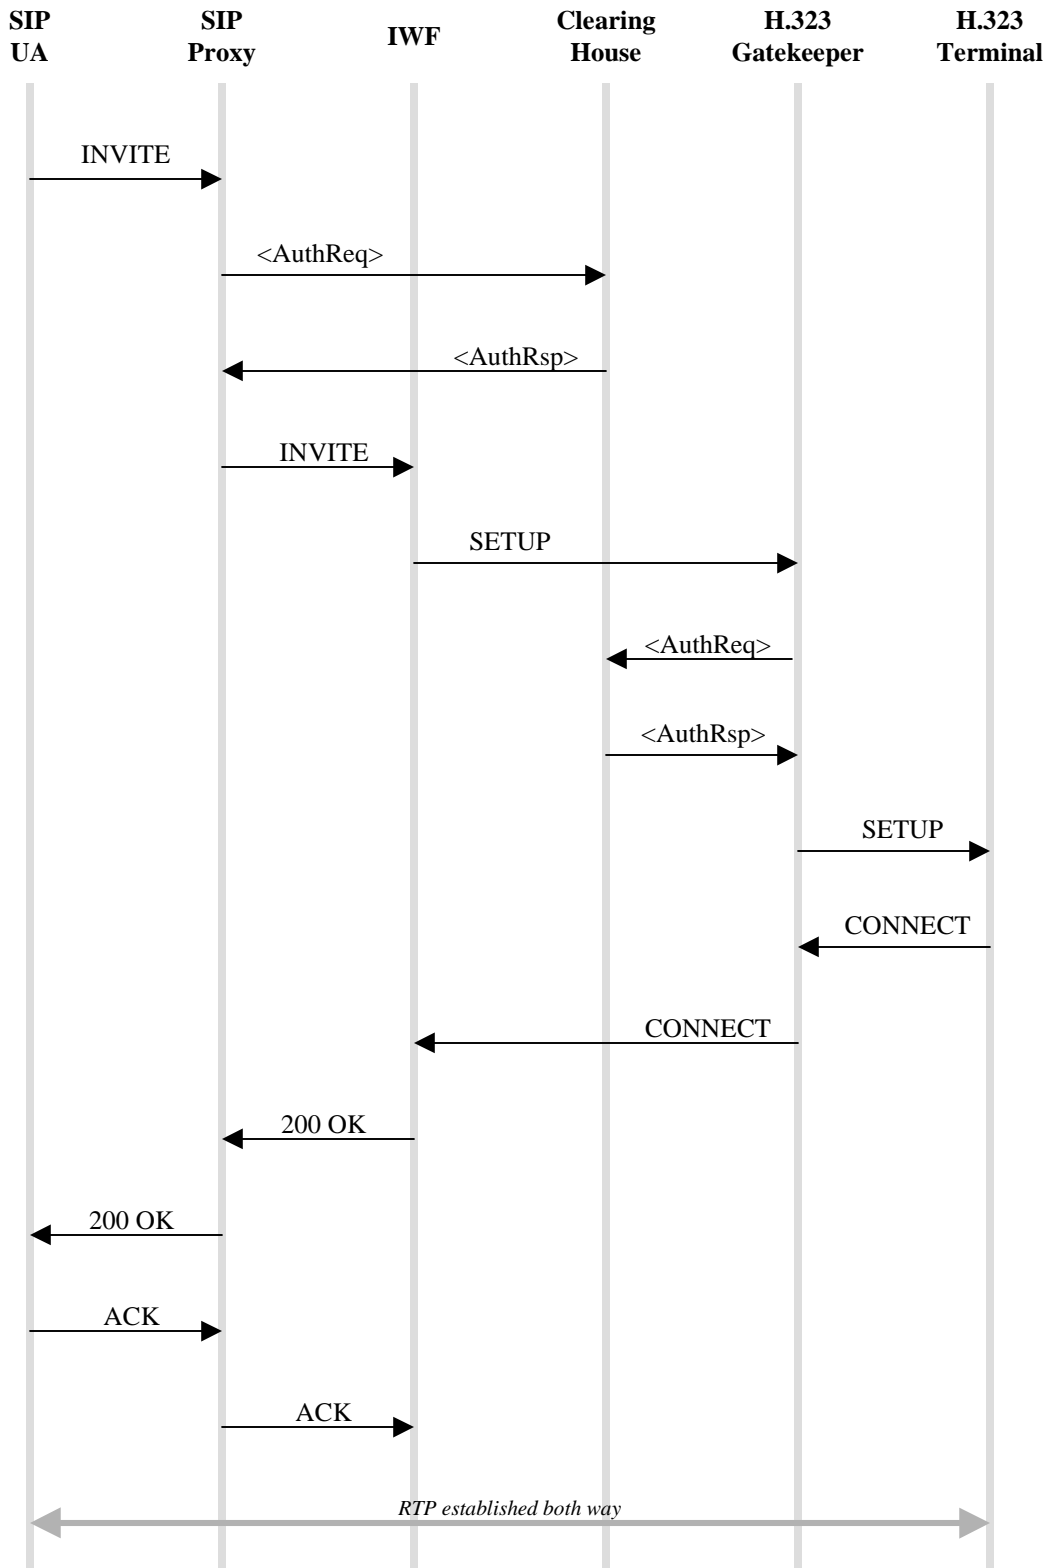 SIP
UA
SIP
Proxy
IWF
Clearing
House
H.323
Gatekeeper
H.323
Terminal
INVITE
<AuthReq>
<AuthRsp>
INVITE
SETUP
<AuthReq>
<AuthRsp>
SETUP
CONNECT
CONNECT
200 OK
200 OK
ACK
ACK
RTP established both way